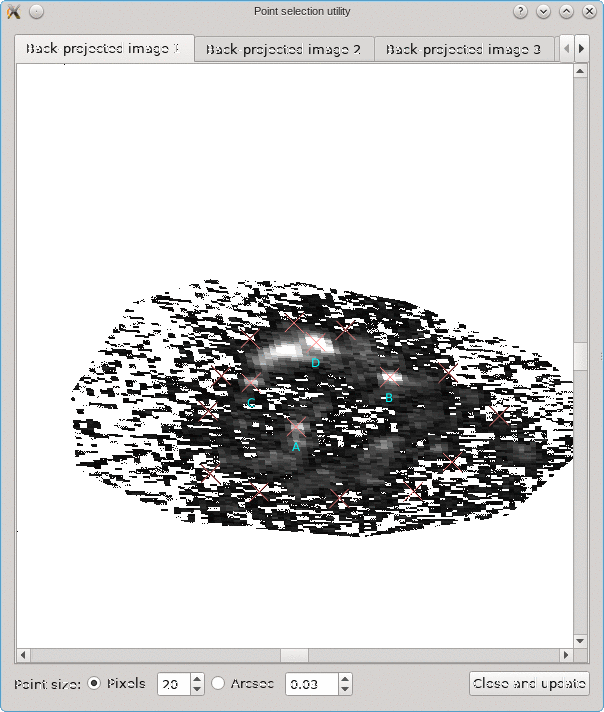 Point selection utility
Back-projected image 1 Back-projected image 2 Back-projected image 3
D
C
B
A
Point size: Pixels 20 Arcsec 0.03 Close and update